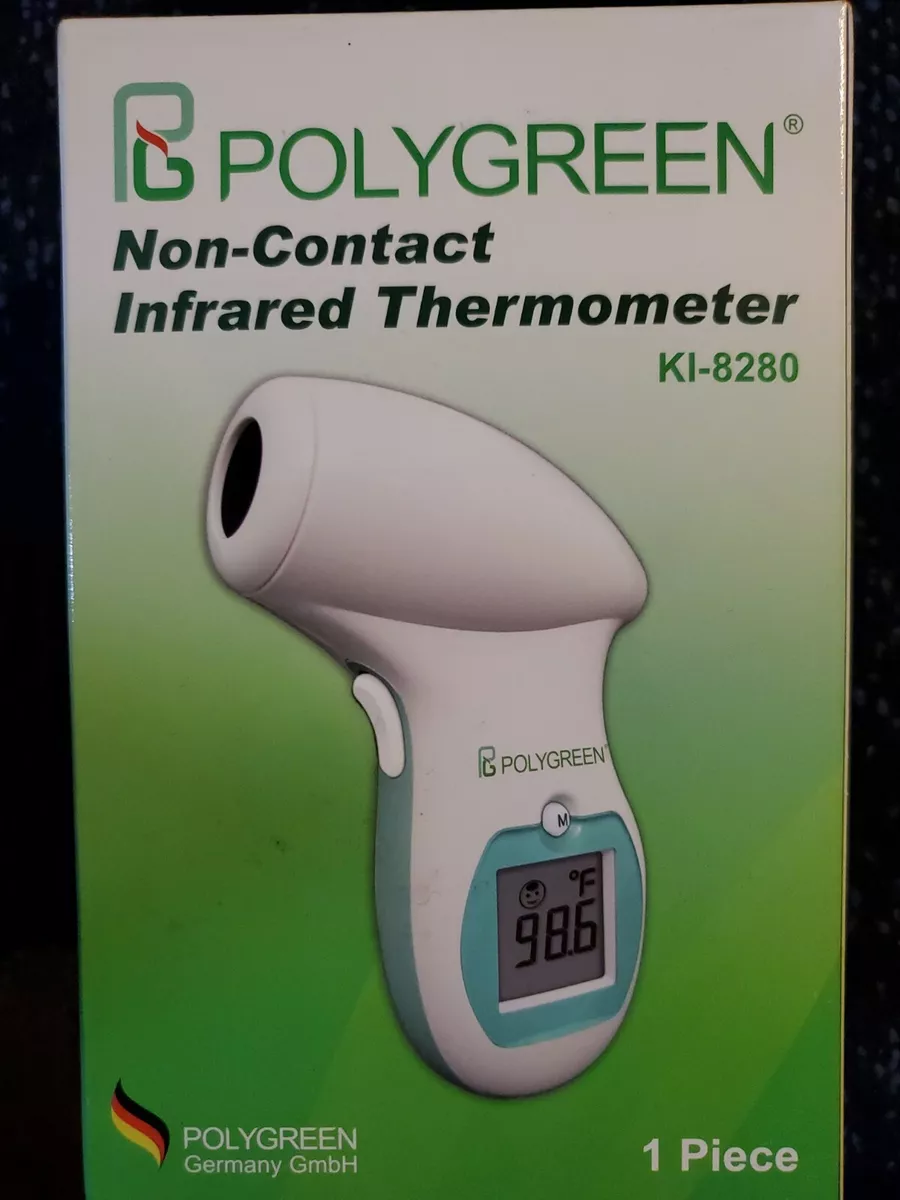 POLYGREEN®
Non-Contact
Infrared Thermometer
KI-8280
POLYGREEN
M
°F
98.6
POLYGREEN
Germany GmbH
1 Piece